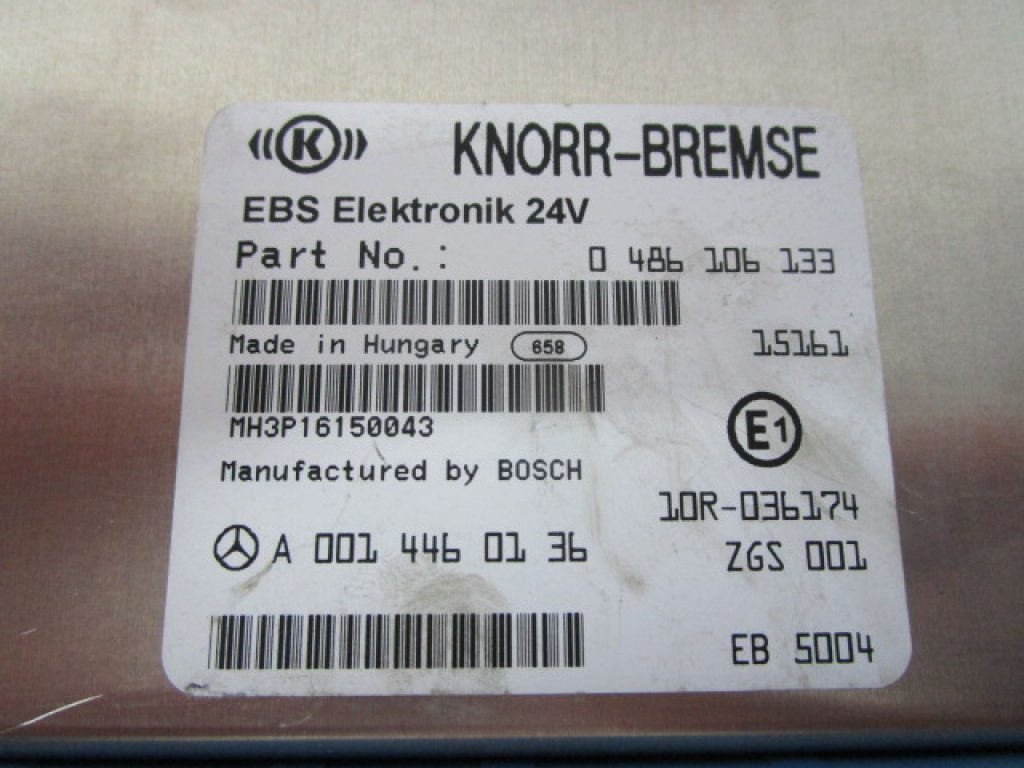 K KNORR-BREMSE
EBS Elektronik 24V
Part No.: 0 486 106 133
Made in Hungary 658 15161
MH3P16150043
E1
Manufactured by BOSCH
10R-036174
A 001 446 01 36 ZGS 001
EB 5004